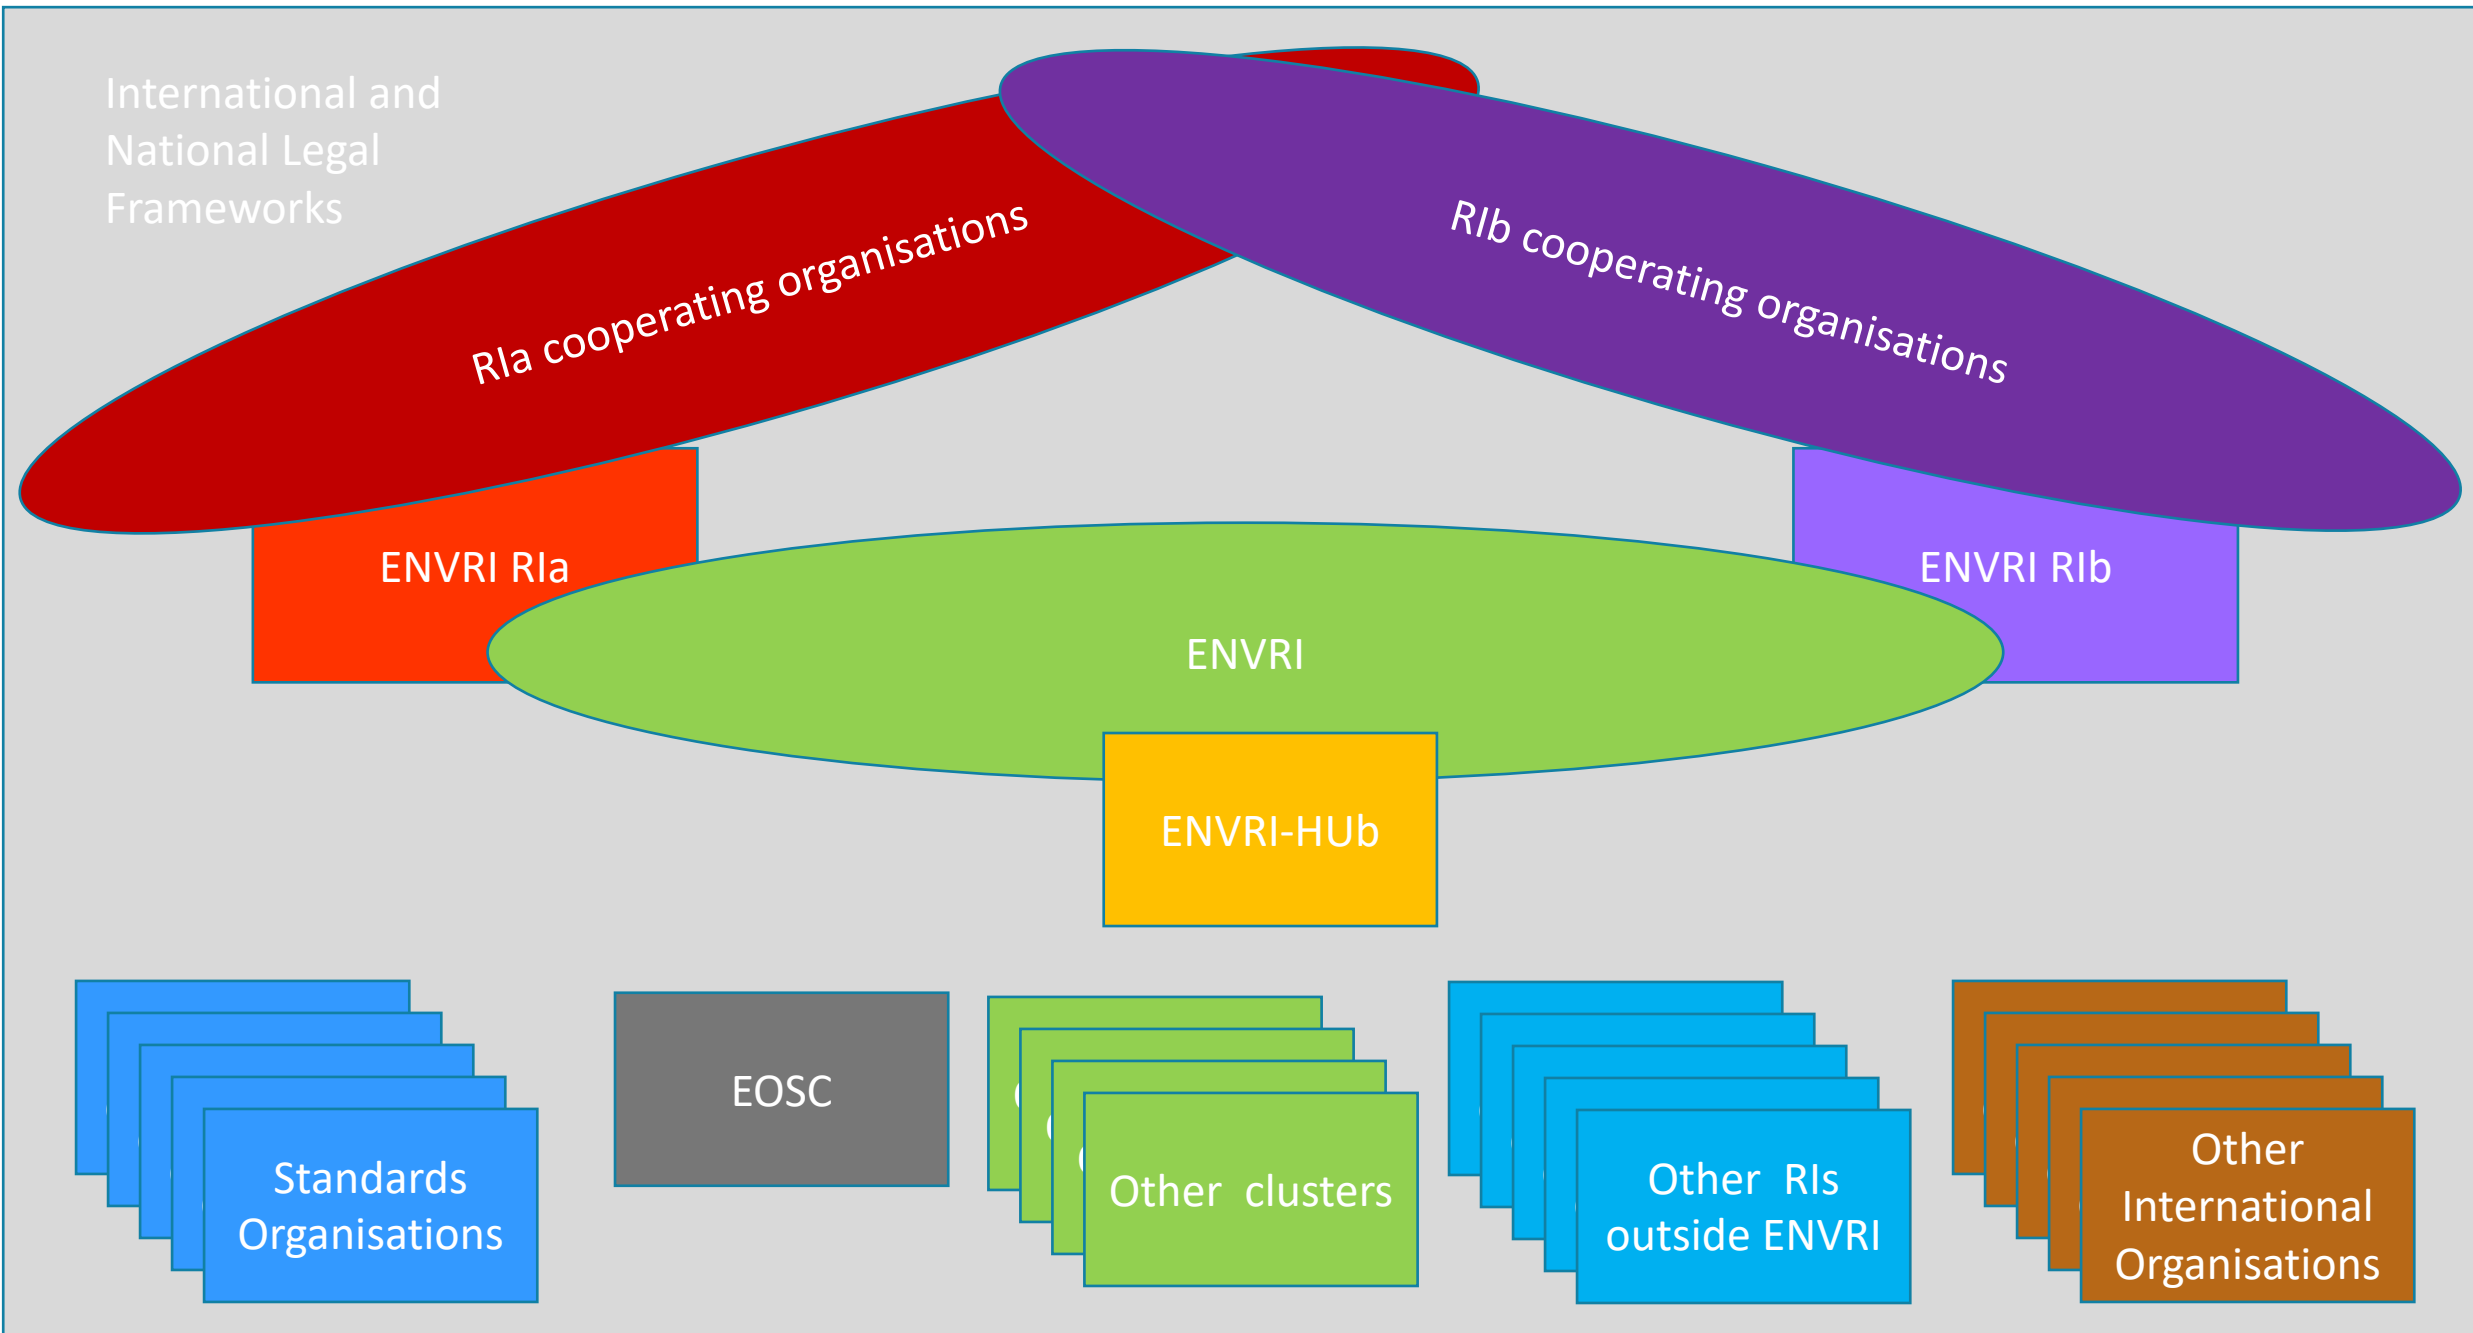 International and
National Legal
Frameworks
RIa cooperating organisations
RIb cooperating organisations
ENVRI RIa
ENVRI RIb
ENVRI
ENVRI-HUb
EOSC
Standards
Organisations
Other  clusters
Other  RIs
outside ENVRI
Other
International
Organisations